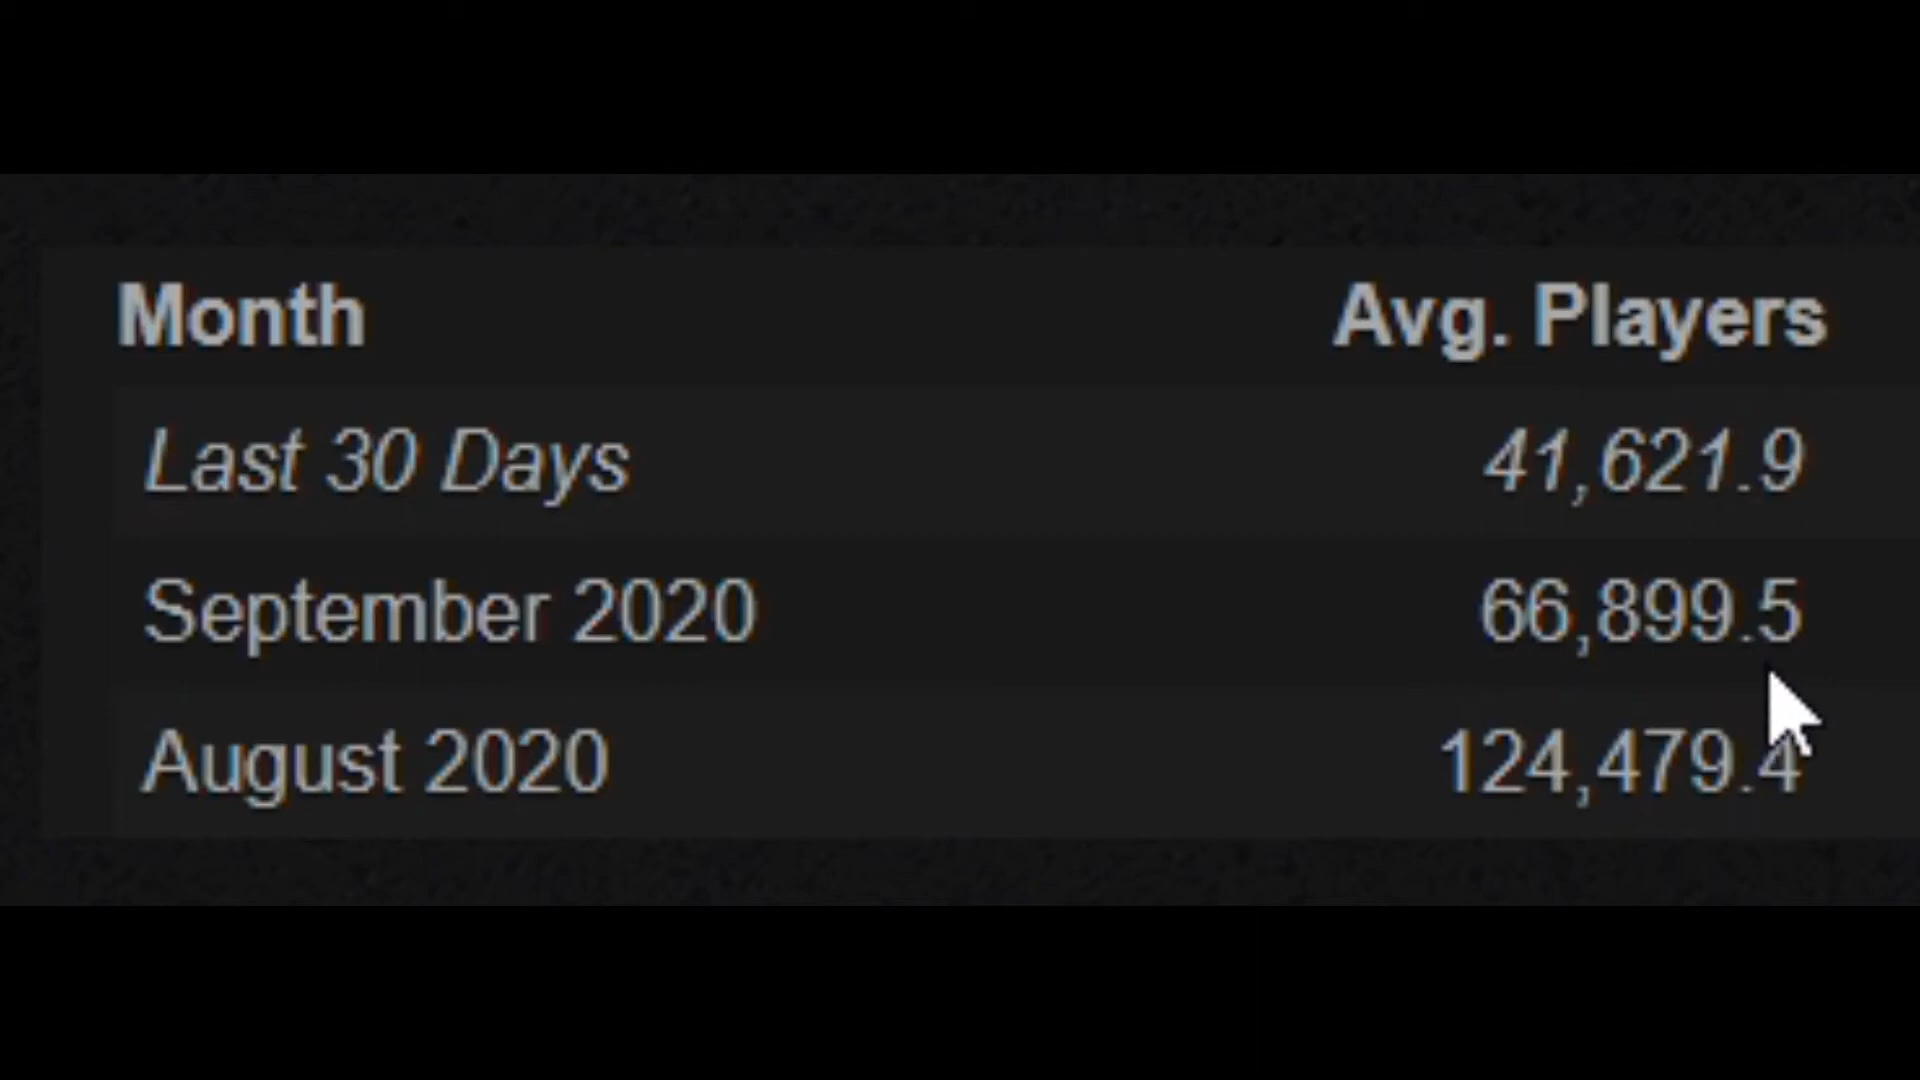 Month Avg. Players
Last 30 Days 41,621.9
September 2020 66,899.5
August 2020 124,479.4